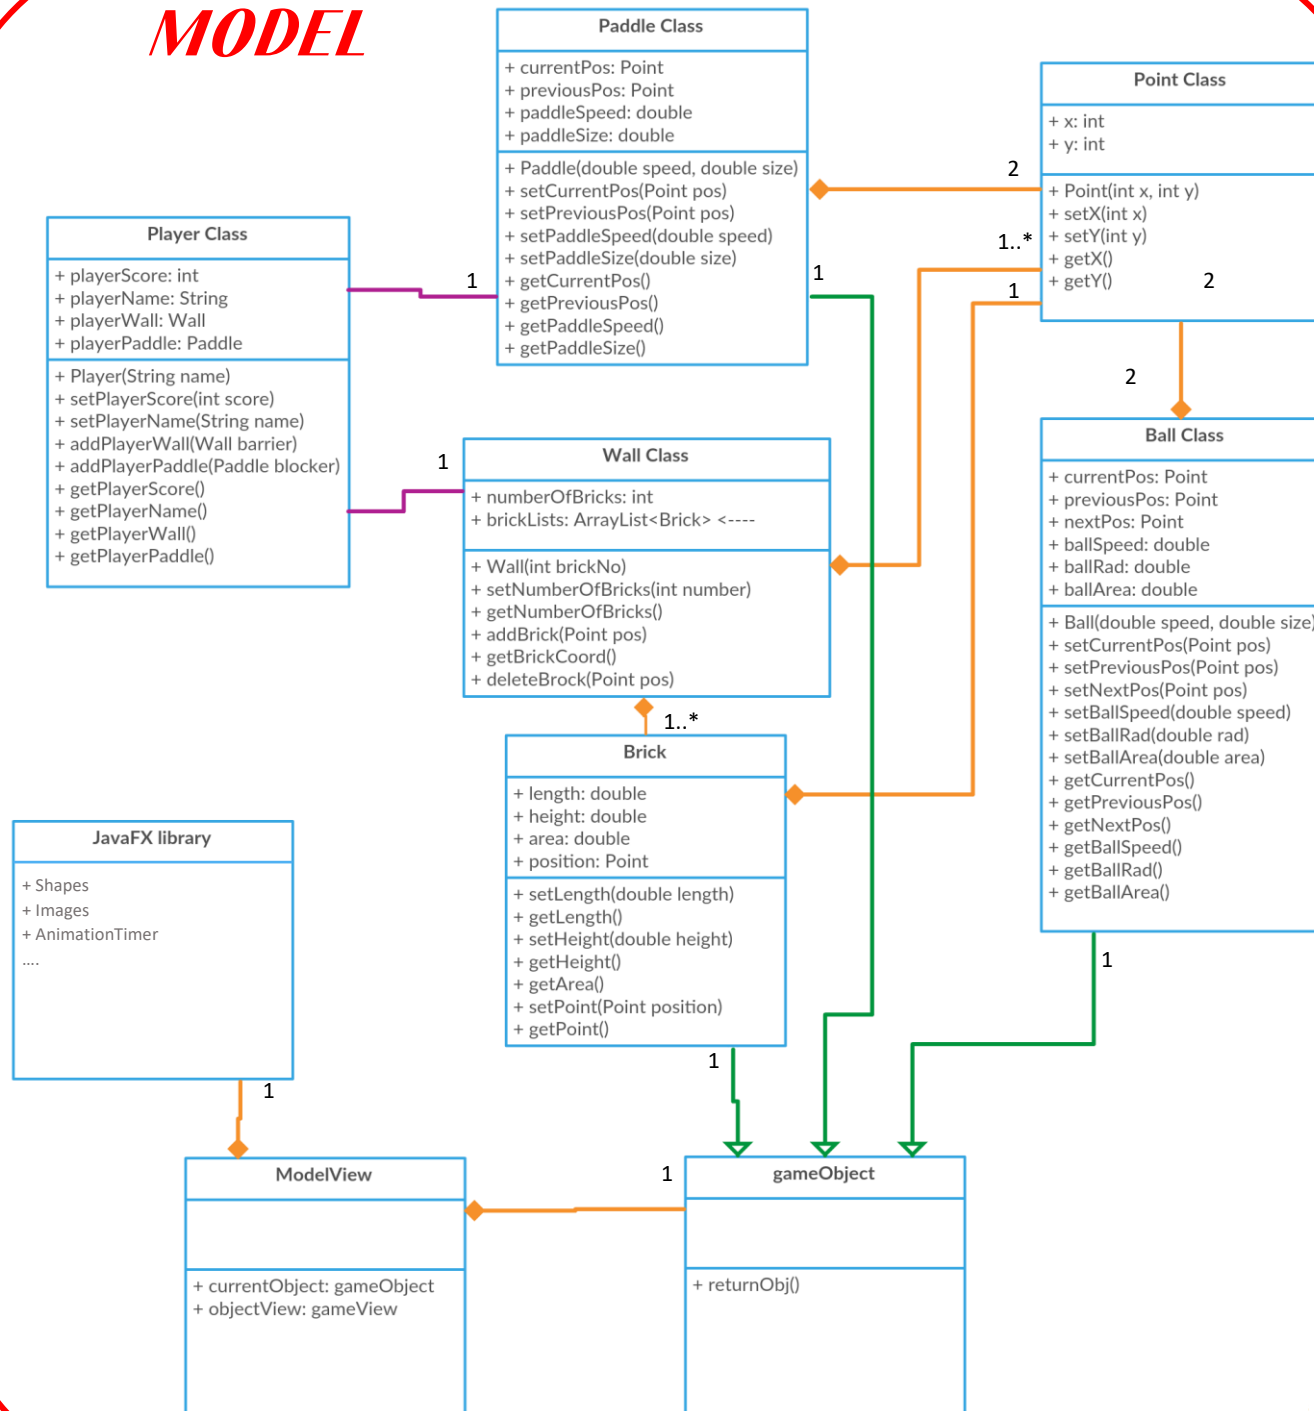 MODEL
Paddle Class
+ currentPos: Point
+ previousPos: Point
+ paddleSpeed: double
+ paddleSize: double
+ Paddle(double speed, double size)
+ setCurrentPos(Point pos)
+ setPreviousPos(Point pos)
+ setPaddleSpeed(double speed)
+ setPaddleSize(double size)
+ getCurrentPos()
+ getPreviousPos()
+ getPaddleSpeed()
+ getPaddleSize()
Point Class
+ x: int
+ y: int
+ Point(int x, int y)
+ setX(int x)
+ setY(int y)
+ getX()
+ getY()
2
2
1..*
1
1
1
2
Player Class
+ playerScore: int
+ playerName: String
+ playerWall: Wall
+ playerPaddle: Paddle
+ Player(String name)
+ setPlayerScore(int score)
+ setPlayerName(String name)
+ addPlayerWall(Wall barrier)
+ addPlayerPaddle(Paddle blocker)
+ getPlayerScore()
+ getPlayerName()
+ getPlayerWall()
+ getPlayerPaddle()
1
Wall Class
+ numberOfBricks: int
+ brickLists: ArrayList<Brick> <----
+ Wall(int brickNo)
+ setNumberOfBricks(int number)
+ getNumberOfBricks()
+ addBrick(Point pos)
+ getBrickCoord()
+ deleteBrock(Point pos)
1..*
Ball Class
+ currentPos: Point
+ previousPos: Point
+ nextPos: Point
+ ballSpeed: double
+ ballRad: double
+ ballArea: double
+ Ball(double speed, double size)
+ setCurrentPos(Point pos)
+ setPreviousPos(Point pos)
+ setNextPos(Point pos)
+ setBallSpeed(double speed)
+ setBallRad(double rad)
+ setBallArea(double area)
+ getCurrentPos()
+ getPreviousPos()
+ getNextPos()
+ getBallSpeed()
+ getBallRad()
+ getBallArea()
1
Brick
+ length: double
+ height: double
+ area: double
+ position: Point
+ setLength(double length)
+ getLength()
+ setHeight(double height)
+ getHeight()
+ getArea()
+ setPoint(Point position)
+ getPoint()
1
JavaFX library
+ Shapes
+ Images
+ AnimationTimer
....
1
ModelView
+ currentObject: gameObject
+ objectView: gameView
1
gameObject
+ returnObj()